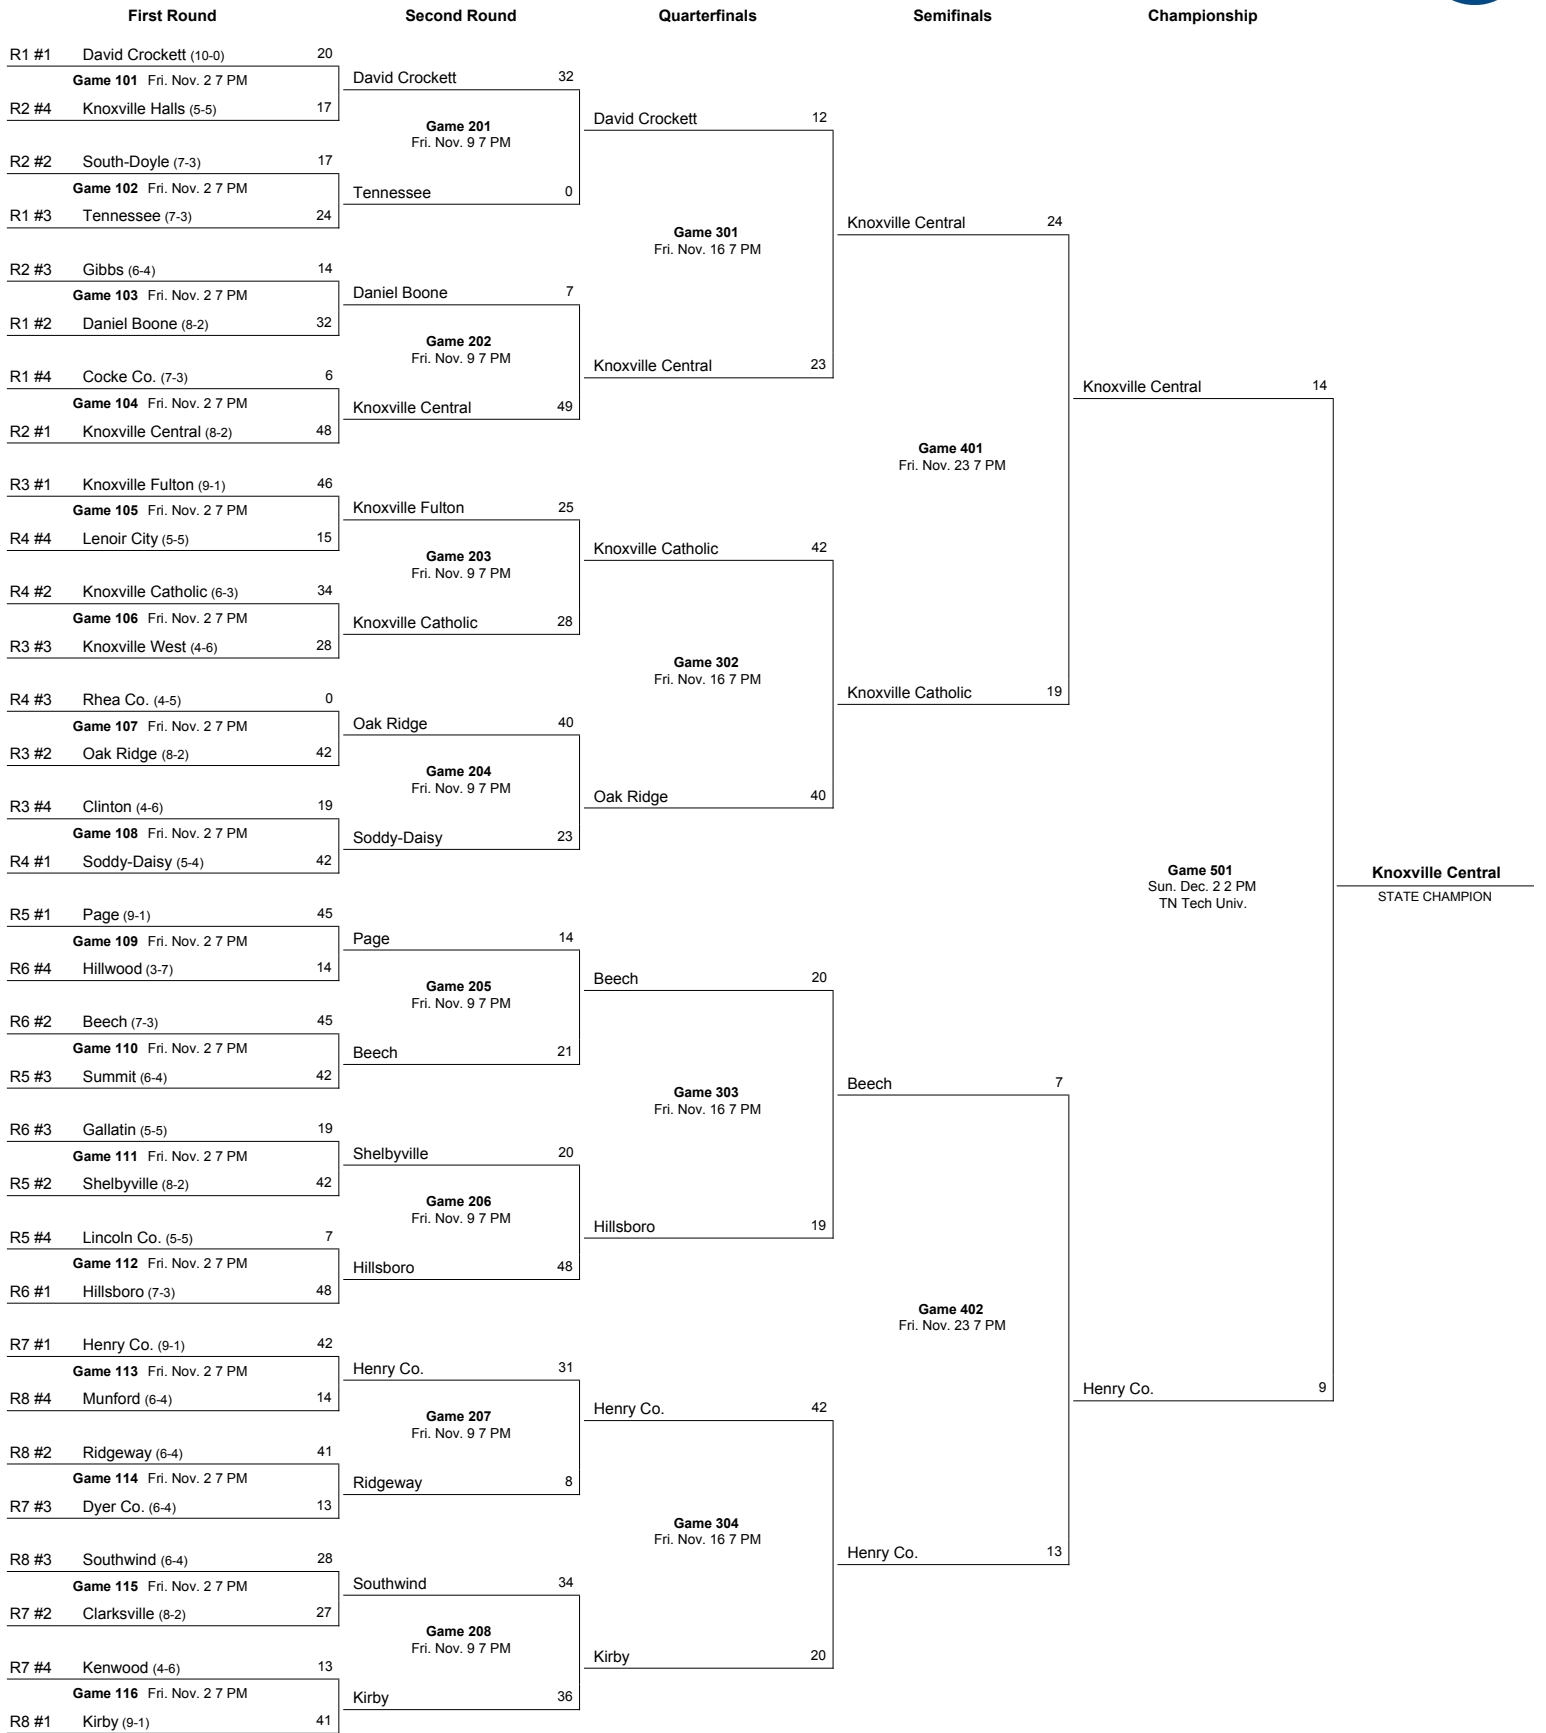 First Round Second Round Quarterfinals Semifinals Championship
R1 #1 David Crockett (10-0) 20
Game 101 Fri. Nov. 2 7 PM
R2 #4 Knoxville Halls (5-5) 17
R2 #2 South-Doyle (7-3) 17
Game 102 Fri. Nov. 2 7 PM
R1 #3 Tennessee (7-3) 24
R2 #3 Gibbs (6-4) 14
Game 103 Fri. Nov. 2 7 PM
R1 #2 Daniel Boone (8-2) 32
R1 #4 Cocke Co. (7-3) 6
Game 104 Fri. Nov. 2 7 PM
R2 #1 Knoxville Central (8-2) 48
R3 #1 Knoxville Fulton (9-1) 46
Game 105 Fri. Nov. 2 7 PM
R4 #4 Lenoir City (5-5) 15
R4 #2 Knoxville Catholic (6-3) 34
Game 106 Fri. Nov. 2 7 PM
R3 #3 Knoxville West (4-6) 28
R4 #3 Rhea Co. (4-5) 0
Game 107 Fri. Nov. 2 7 PM
R3 #2 Oak Ridge (8-2) 42
R3 #4 Clinton (4-6) 19
Game 108 Fri. Nov. 2 7 PM
R4 #1 Soddy-Daisy (5-4) 42
R5 #1 Page (9-1) 45
Game 109 Fri. Nov. 2 7 PM
R6 #4 Hillwood (3-7) 14
R6 #2 Beech (7-3) 45
Game 110 Fri. Nov. 2 7 PM
R5 #3 Summit (6-4) 42
R6 #3 Gallatin (5-5) 19
Game 111 Fri. Nov. 2 7 PM
R5 #2 Shelbyville (8-2) 42
R5 #4 Lincoln Co. (5-5) 7
Game 112 Fri. Nov. 2 7 PM
R6 #1 Hillsboro (7-3) 48
R7 #1 Henry Co. (9-1) 42
Game 113 Fri. Nov. 2 7 PM
R8 #4 Munford (6-4) 14
R8 #2 Ridgeway (6-4) 41
Game 114 Fri. Nov. 2 7 PM
R7 #3 Dyer Co. (6-4) 13
R8 #3 Southwind (6-4) 28
Game 115 Fri. Nov. 2 7 PM
R7 #2 Clarksville (8-2) 27
R7 #4 Kenwood (4-6) 13
Game 116 Fri. Nov. 2 7 PM
R8 #1 Kirby (9-1) 41
David Crockett 32
Game 201
Fri. Nov. 9 7 PM
Tennessee 0
Daniel Boone 7
Game 202
Fri. Nov. 9 7 PM
Knoxville Central 49
Knoxville Fulton 25
Game 203
Fri. Nov. 9 7 PM
Knoxville Catholic 28
Oak Ridge 40
Game 204
Fri. Nov. 9 7 PM
Soddy-Daisy 23
Page 14
Game 205
Fri. Nov. 9 7 PM
Beech 21
Shelbyville 20
Game 206
Fri. Nov. 9 7 PM
Hillsboro 48
Henry Co. 31
Game 207
Fri. Nov. 9 7 PM
Ridgeway 8
Southwind 34
Game 208
Fri. Nov. 9 7 PM
Kirby 36
David Crockett 12
Game 301
Fri. Nov. 16 7 PM
Knoxville Central 23
Knoxville Catholic 42
Game 302
Fri. Nov. 16 7 PM
Oak Ridge 40
Beech 20
Game 303
Fri. Nov. 16 7 PM
Hillsboro 19
Henry Co. 42
Game 304
Fri. Nov. 16 7 PM
Kirby 20
Knoxville Central 24
Game 401
Fri. Nov. 23 7 PM
Knoxville Catholic 19
Beech 7
Game 402
Fri. Nov. 23 7 PM
Henry Co. 13
Knoxville Central 14
Game 501
Sun. Dec. 2 2 PM
TN Tech Univ.
Henry Co. 9
Knoxville Central
STATE CHAMPION